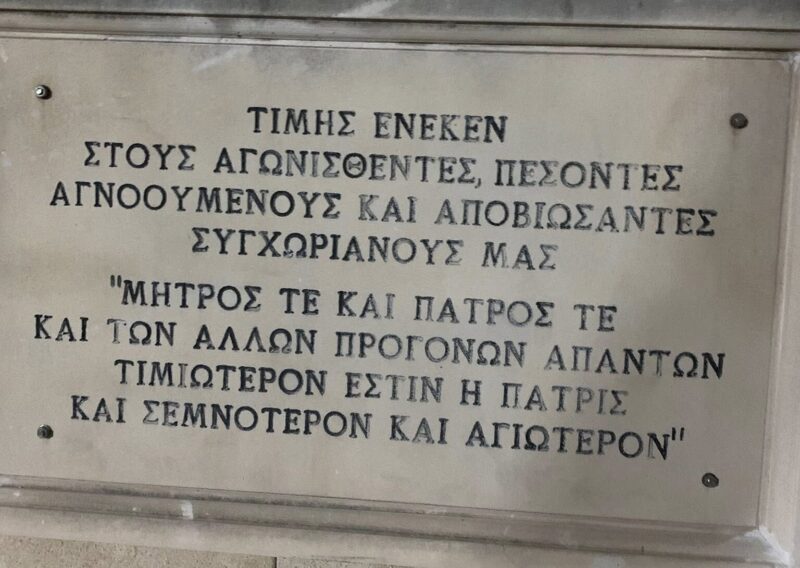 ΤΙΜΗΣ ΕΝΕΚΕΝ
ΣΤΟΥΣ ΑΓΩΝΙΣΘΕΝΤΕΣ, ΠΕΣΟΝΤΕΣ
ΑΓΝΟΟΥΜΕΝΟΥΣ ΚΑΙ ΑΠΟΒΙΩΣΑΝΤΕΣ
ΣΥΓΧΩΡΙΑΝΟΥΣ ΜΑΣ
"ΜΗΤΡΟΣ ΤΕ ΚΑΙ ΠΑΤΡΟΣ ΤΕ
ΚΑΙ ΤΩΝ ΑΛΛΩΝ ΠΡΟΓΟΝΩΝ ΑΠΑΝΤΩΝ
ΤΙΜΙΩΤΕΡΟΝ ΕΣΤΙΝ Η ΠΑΤΡΙΣ
ΚΑΙ ΣΕΜΝΟΤΕΡΟΝ ΚΑΙ ΑΓΙΩΤΕΡΟΝ"